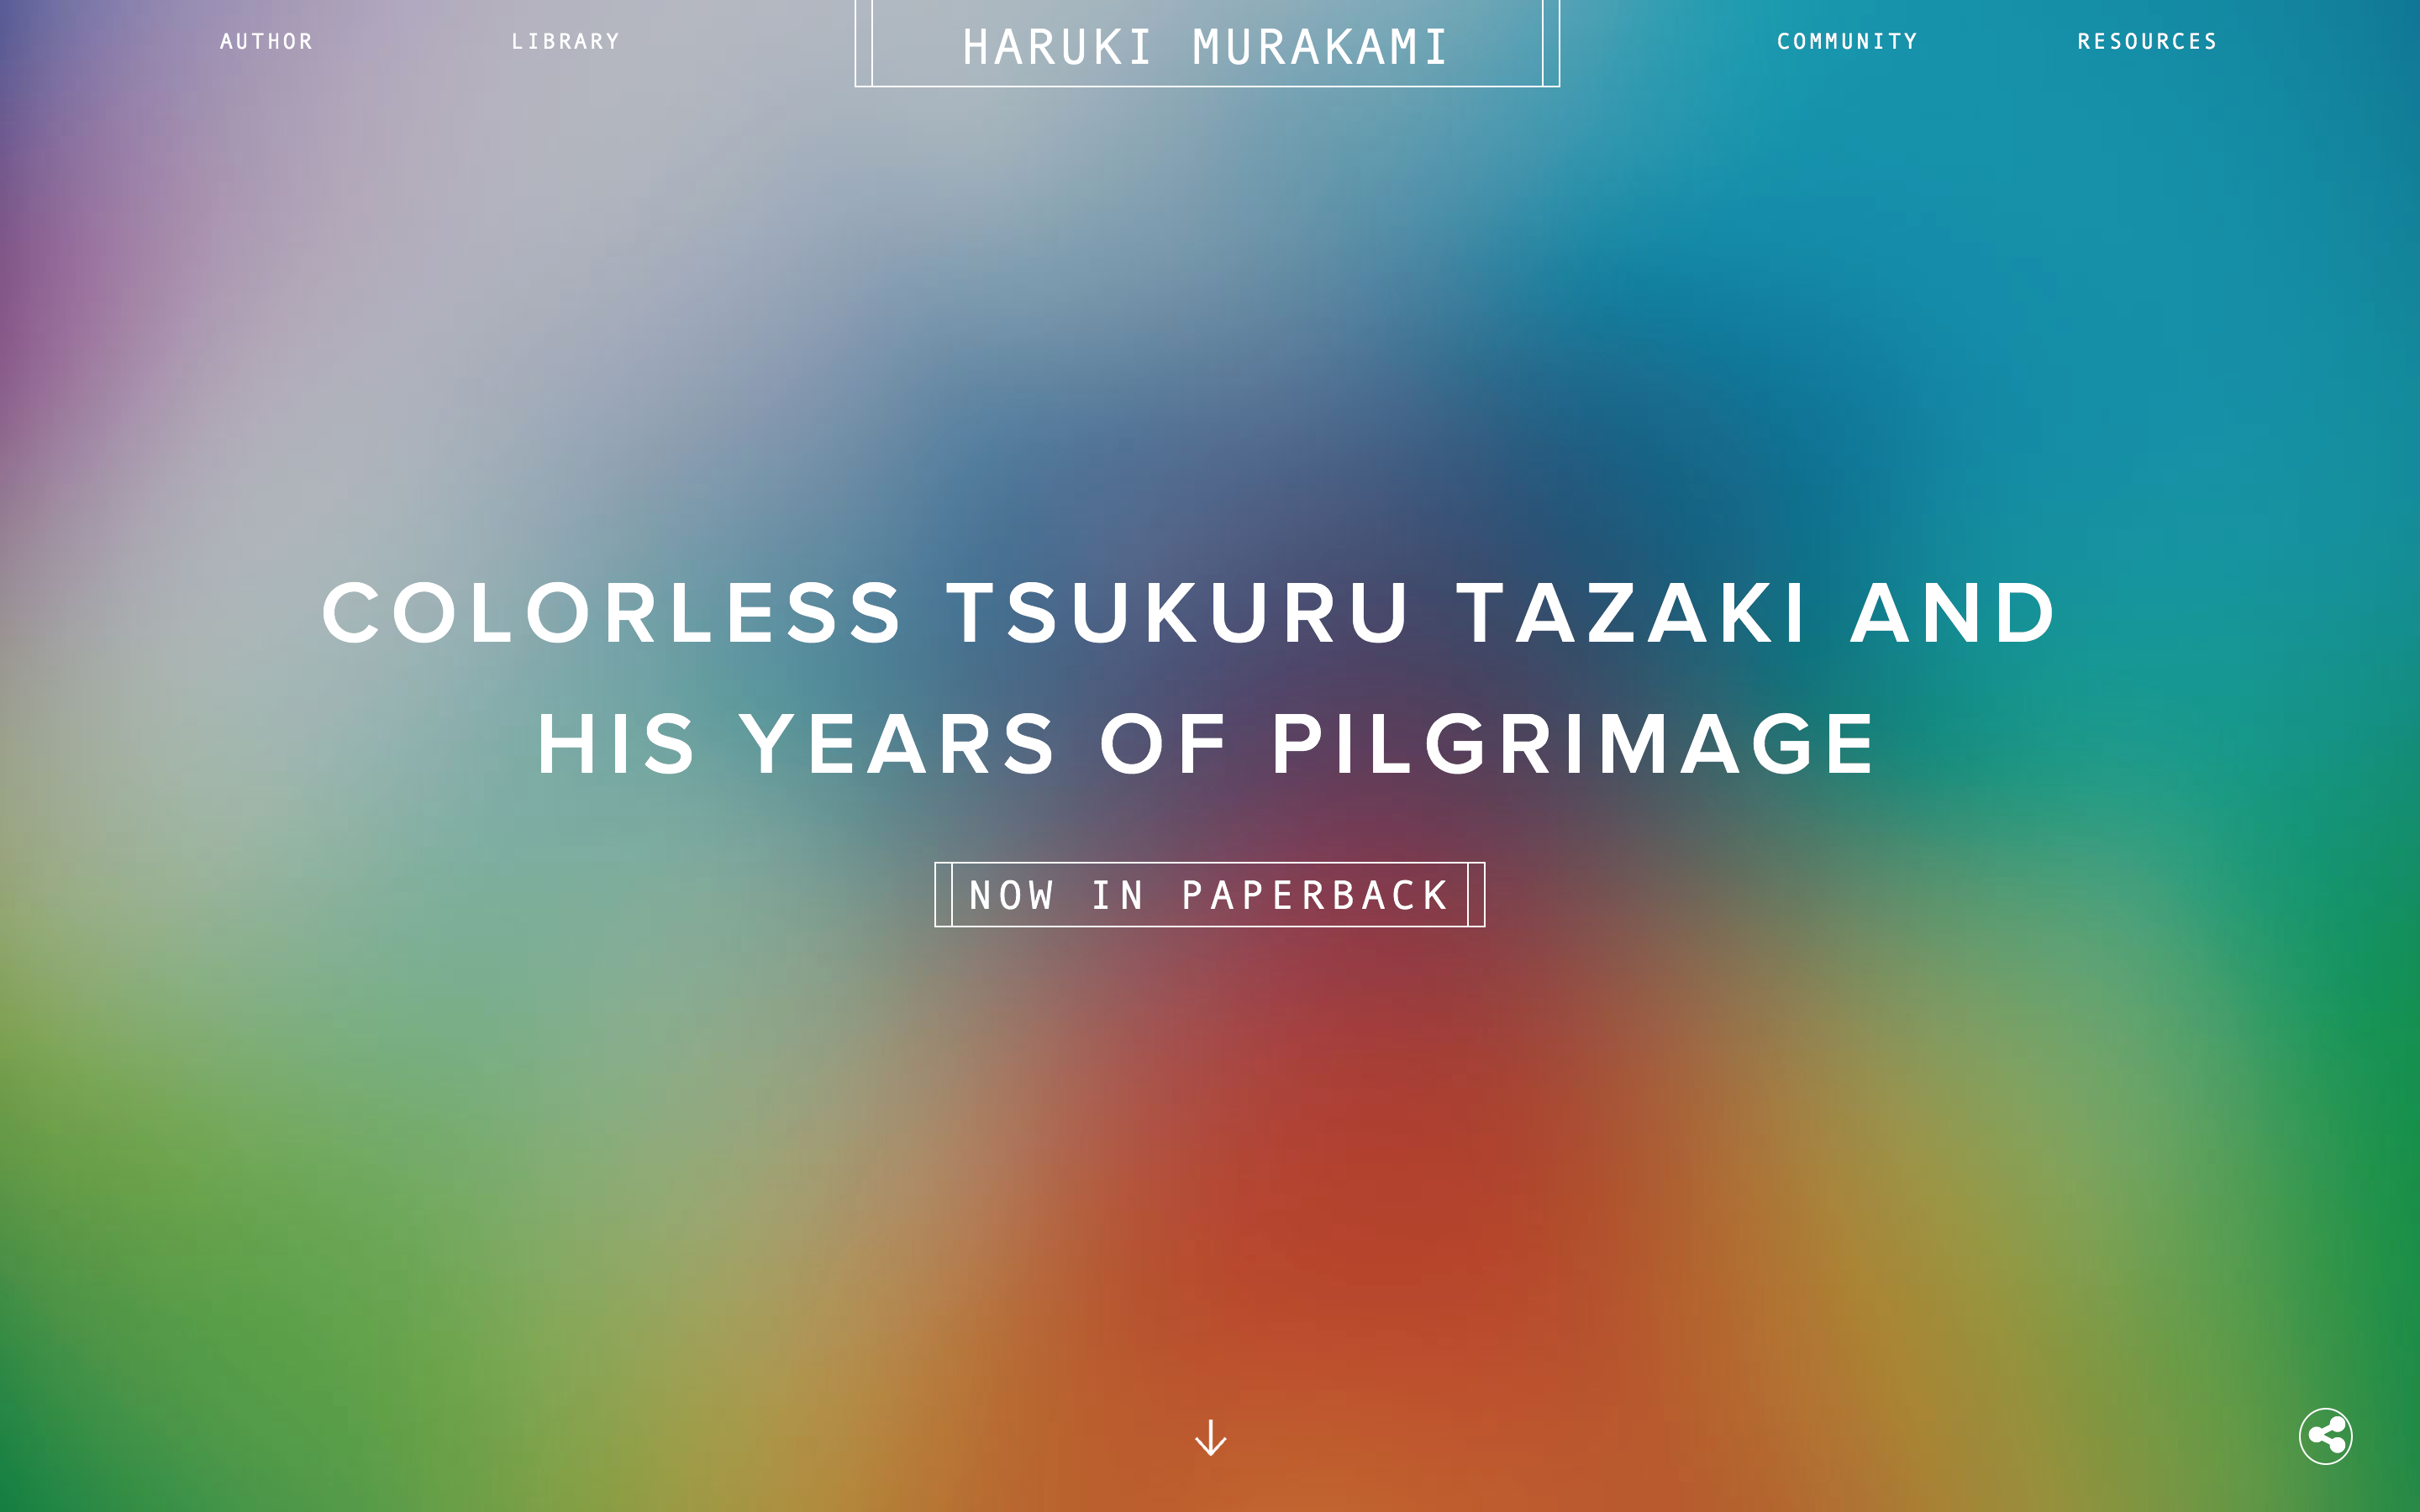 AUTHOR
LIBRARY
HARUKI MURAKAMI
COMMUNITY
RESOURCES
COLORLESS TSUKURU TAZAKI AND
HIS YEARS OF PILGRIMAGE
NOW IN PAPERBACK